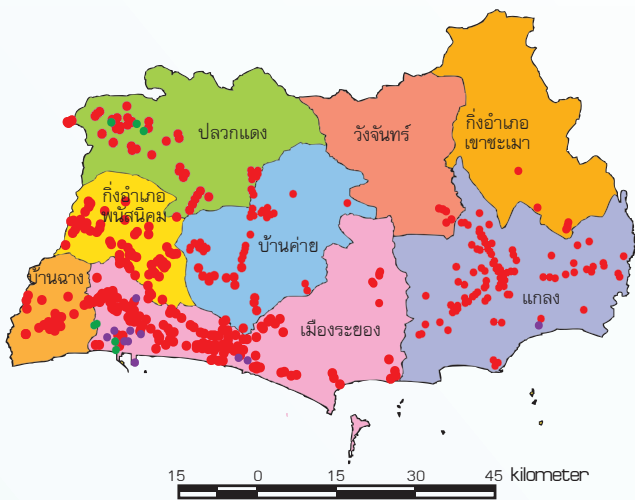 ปลวกแดง
วังจันทร์
กิ่งอำเภอ
เขาชะเมา
กิ่งอำเภอ
พนัสนิคม
บ้านค่าย
บ้านฉาง
แกลง
เมืองระยอง
15 0 15 30 45 kilometer